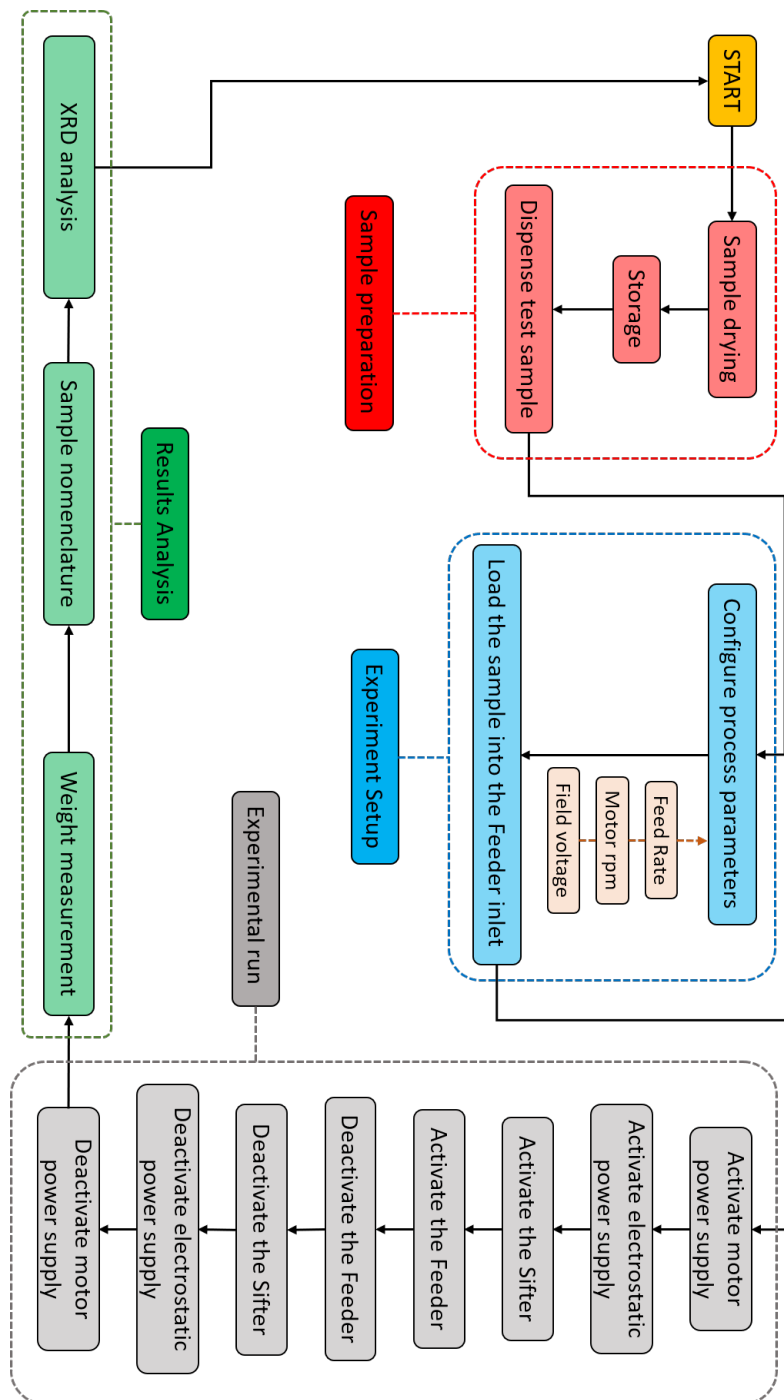 START
Sample drying
Storage
Dispense test sample
Sample preparation
Configure process parameters
Feed Rate
Motor rpm
Field voltage
Load the sample into the Feeder inlet
Experiment Setup
Activate motor
power supply
Activate electrostatic
power supply
Activate the Sifter
Activate the Feeder
Deactivate the Feeder
Deactivate the Sifter
Deactivate electrostatic
power supply
Deactivate motor
power supply
Experimental run
Weight measurement
Sample nomenclature
XRD analysis
Results Analysis